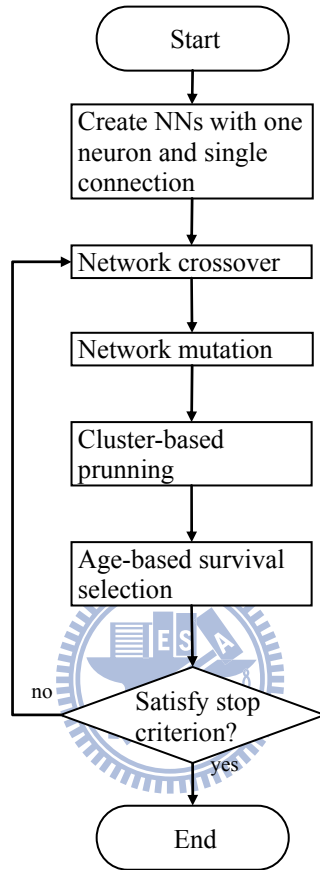 Start
Create NNs with one
neuron and single
connection
Network crossover
Network mutation
Cluster-based
prunning
Age-based survival
selection
E S A
Satisfy stop
criterion?
no
yes
End